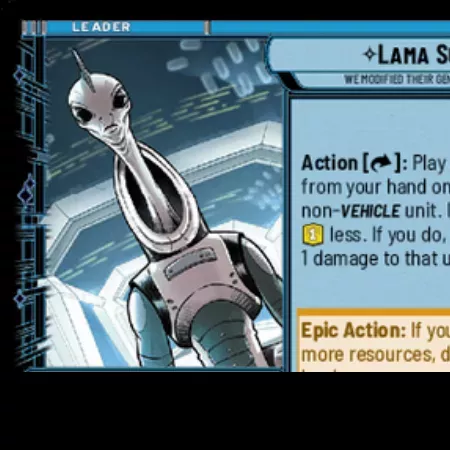 LEADER
LAMA S
WE MODIFIED THEIR GEN
Action [ ]: Play
from your hand on
non-VEHICLE unit.
1 less. If you do,
1 damage to that u
Epic Action: If you
more resources, d